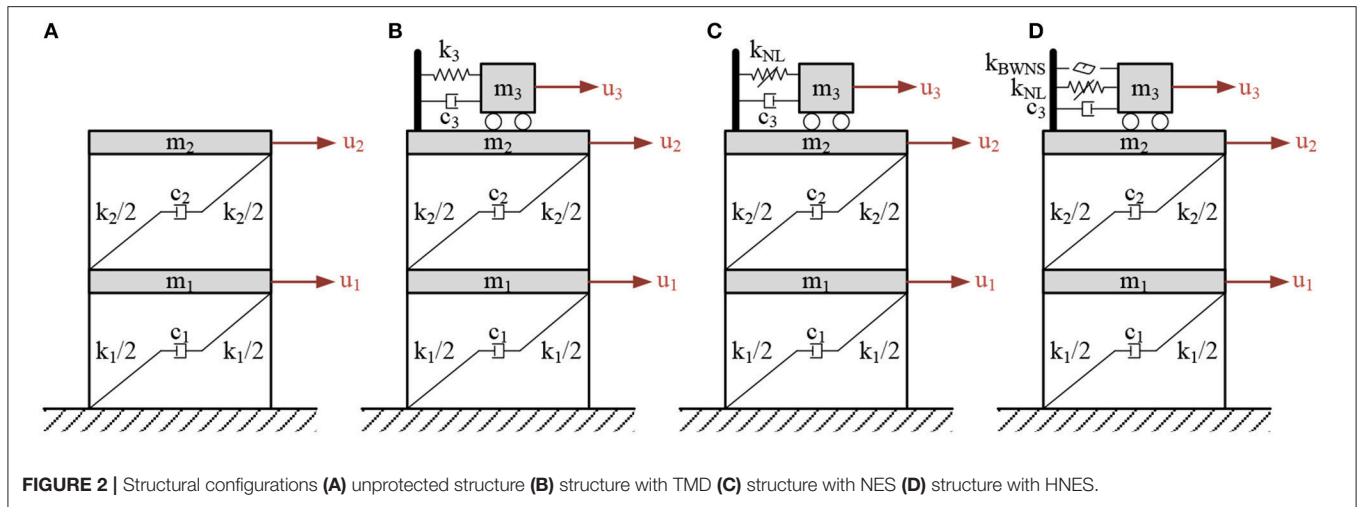 A
m2
u2
c2
k2/2
k2/2
m1
u1
c1
k1/2
k1/2
B
k3
m3
u3
c3
m2
u2
c2
k2/2
k2/2
m1
u1
c1
k1/2
k1/2
C
kNL
m3
u3
c3
m2
u2
c2
k2/2
k2/2
m1
u1
c1
k1/2
k1/2
D
kBWNS
kNL
c3
m3
u3
m2
u2
c2
k2/2
k2/2
m1
u1
c1
k1/2
k1/2
FIGURE 2 | Structural configurations (A) unprotected structure (B) structure with TMD (C) structure with NES (D) structure with HNES.